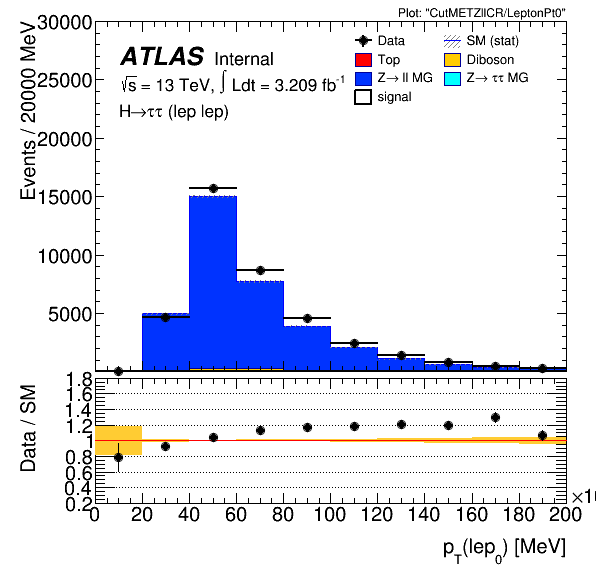 Plot: "CutMETZllCR/LeptonPt0"
Events / 20000 MeV
30000
25000
20000
15000
10000
5000
ATLAS Internal
√s = 13 TeV, ∫ Ldt = 3.209 fb⁻¹
H→ττ (lep lep)
Data
SM (stat)
Top
Diboson
Z→ ll MG
Z→ ττ MG
signal
Data / SM
1.8
1.8
1.6
1.4
1.2
1
0.8
0.6
0.4
0.2
0 20 40 60 80 100 120 140 160 180 200
p_T(lep_0) [MeV]